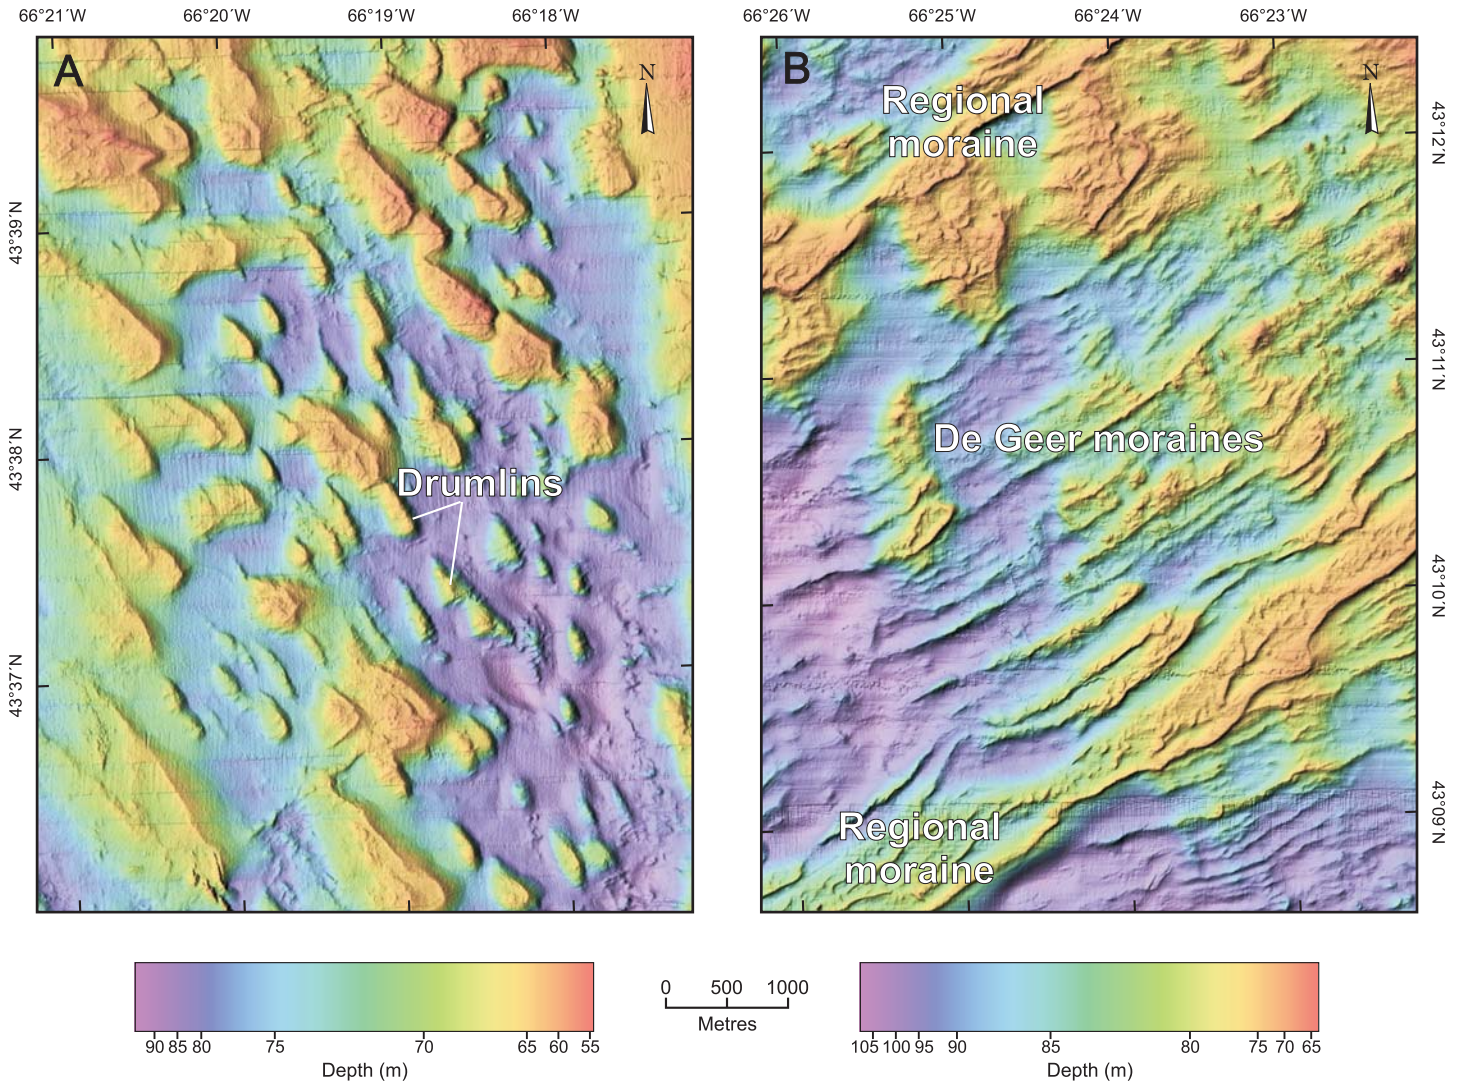 66°21´W 66°20´W 66°19´W 66°18´W
66°26´W 66°25´W 66°24´W 66°23´W
A
N
43°39´N
43°38´N
43°37´N
Drumlins
B
N
Regional
moraine
De Geer moraines
Regional
moraine
43°12´N
43°11´N
43°10´N
43°09´N
90 85 80 75 70 65 60 55
Depth (m)
0 500 1000
Metres
105 100 95 90 85 80 75 70 65
Depth (m)